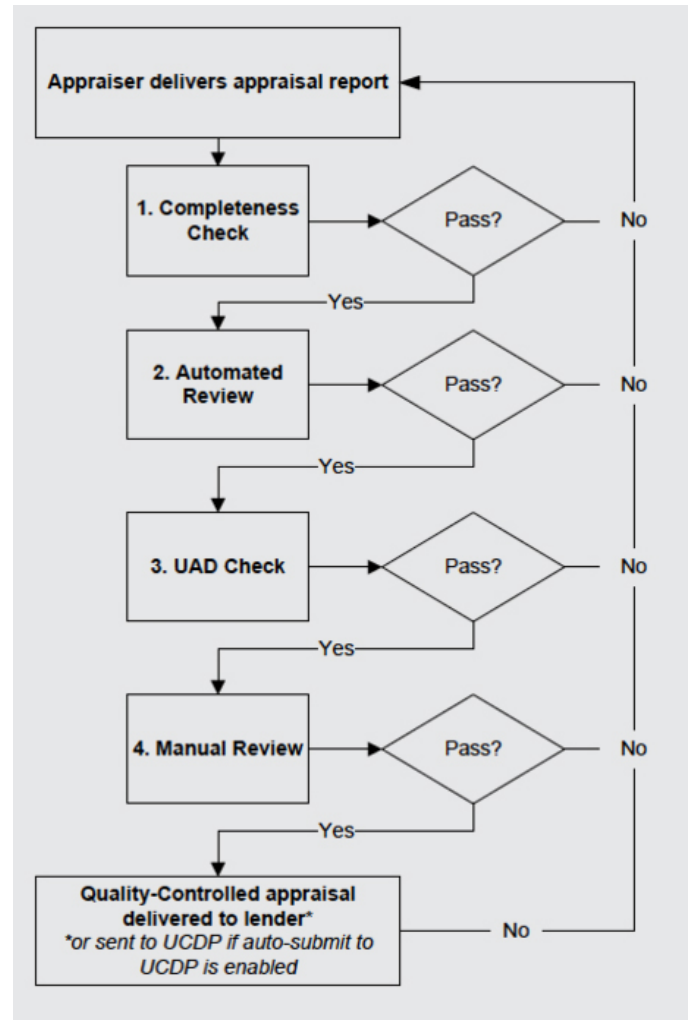 Appraiser delivers appraisal report
1. Completeness
Check
Pass?
No
Yes
2. Automated
Review
Pass?
No
Yes
3. UAD Check
Pass?
No
Yes
4. Manual Review
Pass?
No
Yes
Quality-Controlled appraisal
delivered to lender*
*or sent to UCDP if auto-submit to
UCDP is enabled
No